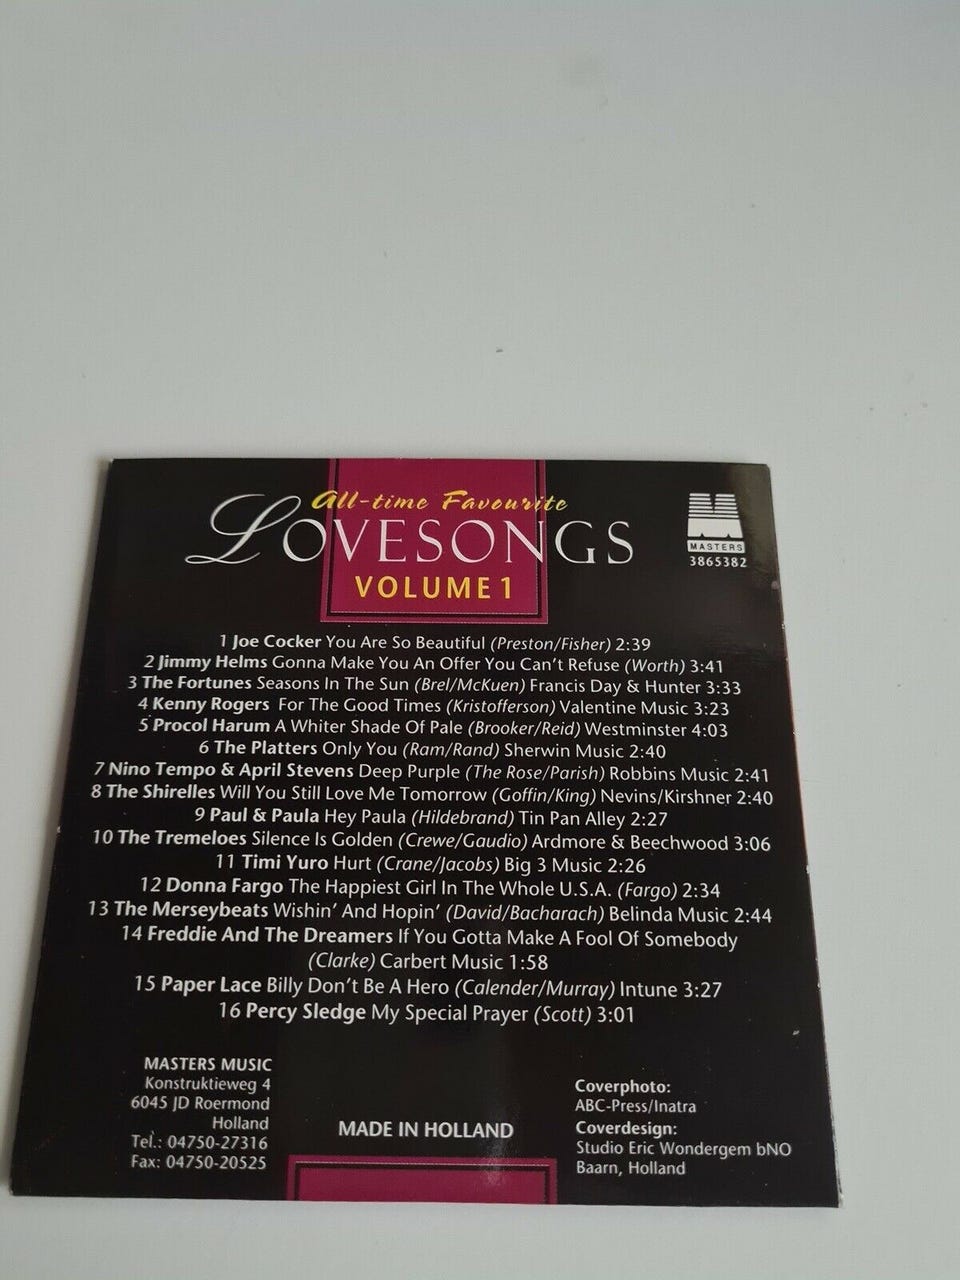 All-time Favourite
LOVESONGS
VOLUME 1
MASTERS
3865382
1 Joe Cocker You Are So Beautiful (Preston/Fisher) 2:39
2 Jimmy Helms Gonna Make You An Offer You Can't Refuse (Worth) 3:41
3 The Fortunes Seasons In The Sun (Brel/McKuen) Francis Day & Hunter 3:33
4 Kenny Rogers For The Good Times (Kristofferson) Valentine Music 3:23
5 Procol Harum A Whiter Shade Of Pale (Brooker/Reid) Westminster 4:03
6 The Platters Only You (Ram/Rand) Sherwin Music 2:40
7 Nino Tempo & April Stevens Deep Purple (The Rose/Parish) Robbins Music 2:41
8 The Shirelles Will You Still Love Me Tomorrow (Goffin/King) Nevins/Kirshner 2:40
9 Paul & Paula Hey Paula (Hildebrand) Tin Pan Alley 2:27
10 The Tremeloes Silence Is Golden (Crewe/Gaudio) Ardmore & Beechwood 3:06
11 Timi Yuro Hurt (Crane/Jacobs) Big 3 Music 2:26
12 Donna Fargo The Happiest Girl In The Whole U.S.A. (Fargo) 2:34
13 The Merseybeats Wishin' And Hopin' (David/Bacharach) Belinda Music 2:44
14 Freddie And The Dreamers If You Gotta Make A Fool Of Somebody
(Clarke) Carbert Music 1:58
15 Paper Lace Billy Don't Be A Hero (Calender/Murray) Intune 3:27
16 Percy Sledge My Special Prayer (Scott) 3:01
MASTERS MUSIC
Konstruktieweg 4
6045 JD Roermond
Holland
Tel.: 04750-27316
Fax: 04750-20525
MADE IN HOLLAND
Coverphoto:
ABC-Press/Inatra
Coverdesign:
Studio Eric Wondergem bNO
Baarn, Holland